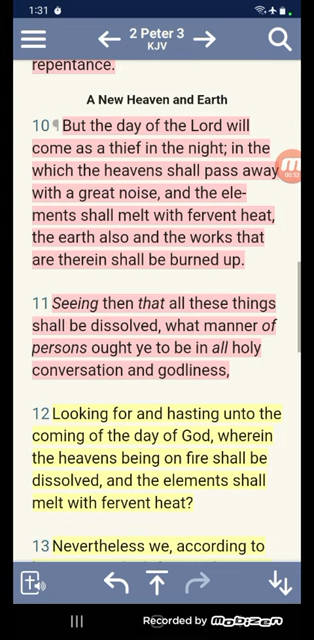 1:31
2 Peter 3
KJV
repentance.
A New Heaven and Earth
10 ¶ But the day of the Lord will
come as a thief in the night; in the
which the heavens shall pass away
with a great noise, and the ele-
ments shall melt with fervent heat,
the earth also and the works that
are therein shall be burned up.
11 Seeing then that all these things
shall be dissolved, what manner of
persons ought ye to be in all holy
conversation and godliness,
12 Looking for and hasting unto the
coming of the day of God, wherein
the heavens being on fire shall be
dissolved, and the elements shall
melt with fervent heat?
13 Nevertheless we, according to
Recorded by mobizen